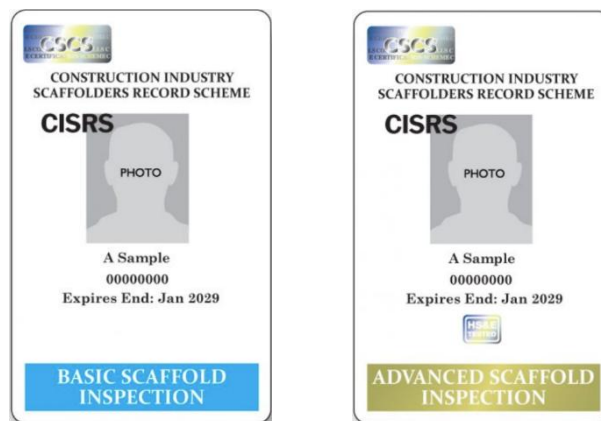 CSCS
CONSTRUCTION INDUSTRY
SCAFFOLDERS RECORD SCHEME
CISRS
PHOTO
A Sample
00000000
Expires End: Jan 2029
BASIC SCAFFOLD
INSPECTION
CSCS
CONSTRUCTION INDUSTRY
SCAFFOLDERS RECORD SCHEME
CISRS
PHOTO
A Sample
00000000
Expires End: Jan 2029
HS&E
TESTED
ADVANCED SCAFFOLD
INSPECTION